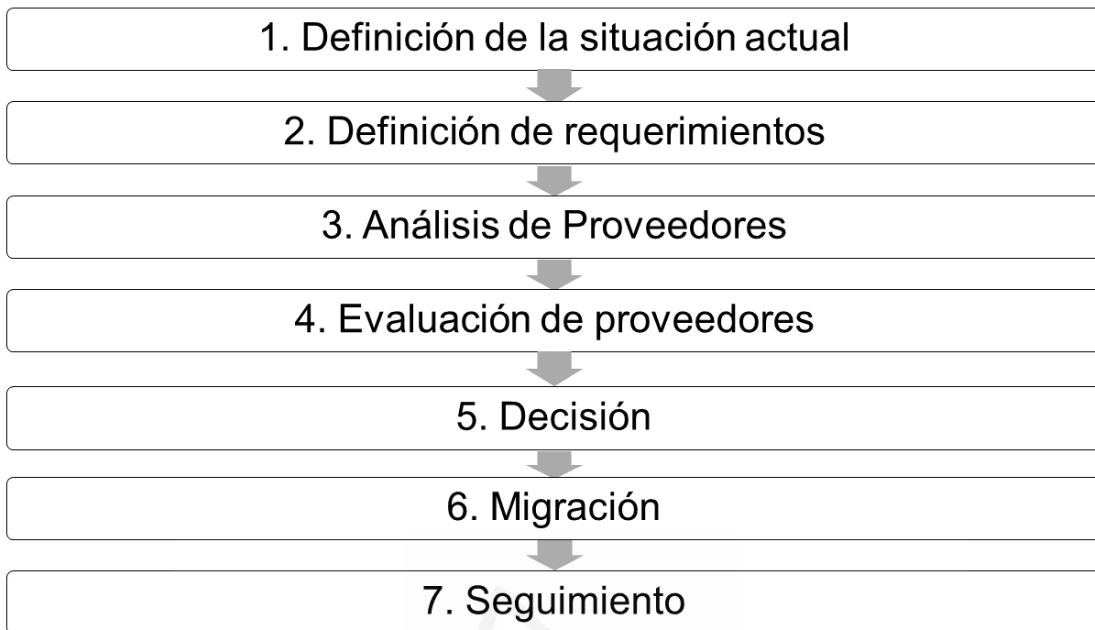 1. Definición de la situación actual
2. Definición de requerimientos
3. Análisis de Proveedores
4. Evaluación de proveedores
5. Decisión
6. Migración
7. Seguimiento